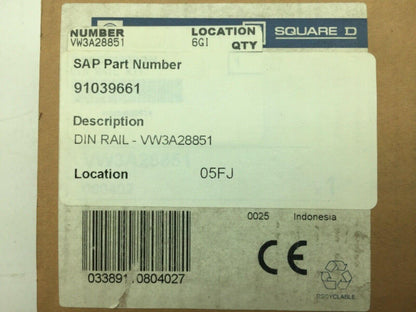 NUMBER LOCATION
VW3A28851 6GI QTY
SQUARE D
SAP Part Number
91039661
Description
DIN RAIL - VW3A28851
Location 05FJ
0025 Indonesia
CE
033891 0804027
RECYCLABLE